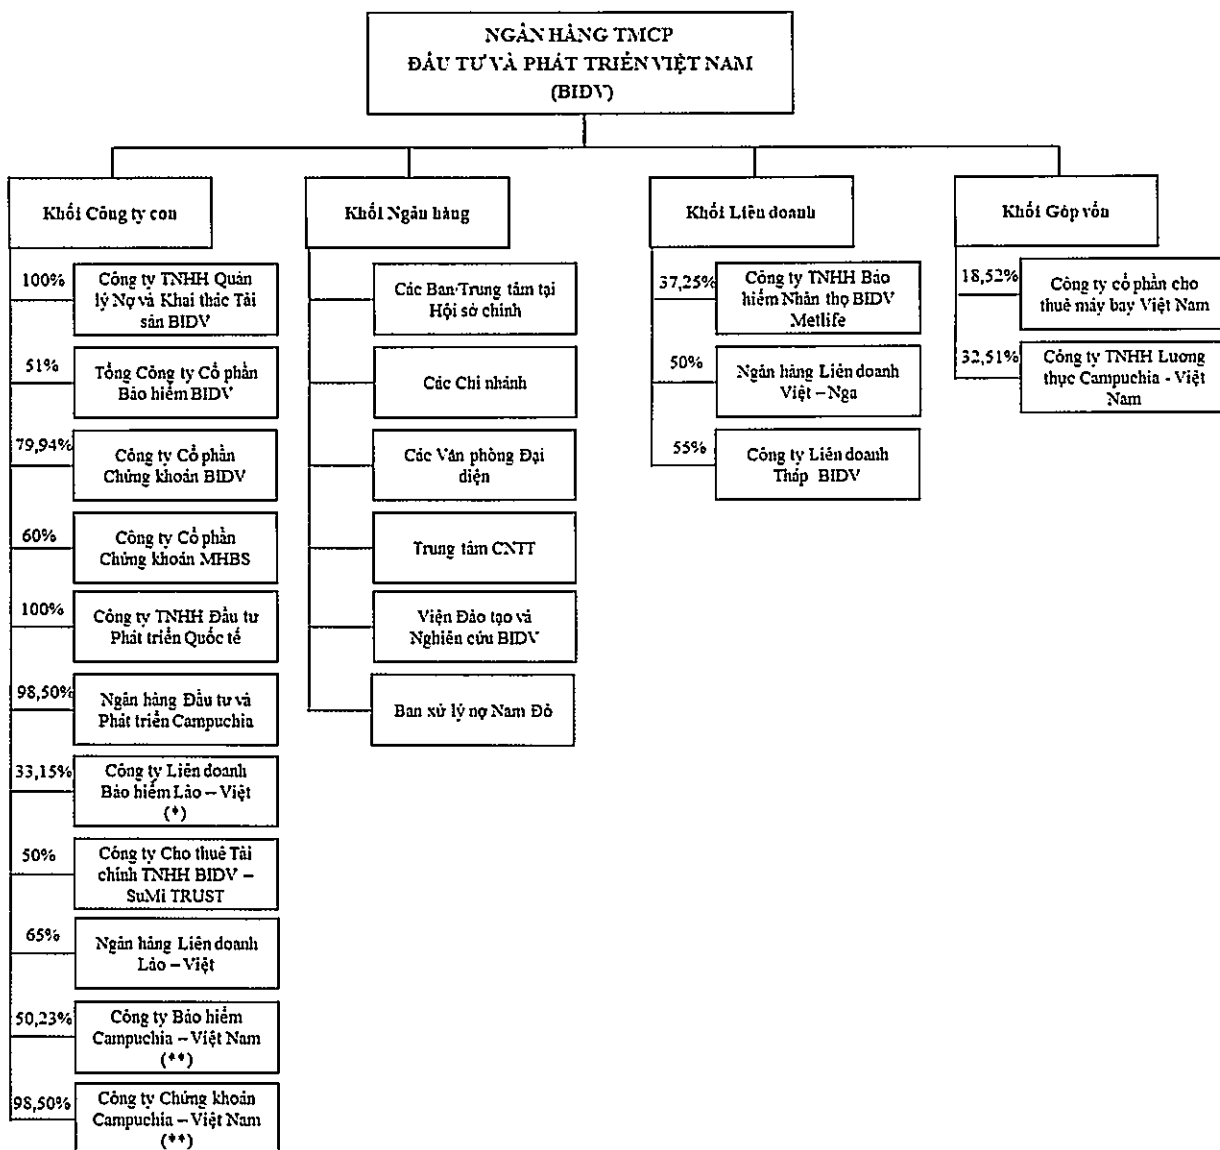 NGÂN HÀNG TMCP
ĐẦU TƯ VÀ PHÁT TRIỂN VIỆT NAM
(BIDV)
Khối Công ty con
100%
Công ty TNHH Quản
lý Nợ và Khai thác Tài
sản BIDV
51%
Tổng Công ty Cổ phần
Bảo hiểm BIDV
79,94%
Công ty Cổ phần
Chứng khoán BIDV
60%
Công ty Cổ phần
Chứng khoán MHBS
100%
Công ty TNHH Đầu tư
Phát triển Quốc tế
98,50%
Ngân hàng Đầu tư và
Phát triển Campuchia
33,15%
Công ty Liên doanh
Bảo hiểm Lào – Việt
(*)
50%
Công ty Cho thuê Tài
chính TNHH BIDV –
SuMi TRUST
65%
Ngân hàng Liên doanh
Lào – Việt
50,23%
Công ty Bảo hiểm
Campuchia – Việt Nam
(**)
98,50%
Công ty Chứng khoán
Campuchia – Việt Nam
(**)
Khối Ngân hàng
Các Ban/Trung tâm tại
Hội sở chính
Các Chi nhánh
Các Văn phòng Đại
diện
Trung tâm CNTT
Viện Đào tạo và
Nghiên cứu BIDV
Ban xử lý nợ Nam Đô
Khối Liên doanh
37,25%
Công ty TNHH Bảo
hiểm Nhân thọ BIDV
Metlife
50%
Ngân hàng Liên doanh
Việt – Nga
55%
Công ty Liên doanh
Tháp BIDV
Khối Góp vốn
18,52%
Công ty cổ phần cho
thuê máy bay Việt Nam
32,51%
Công ty TNHH Lương
thực Campuchia - Việt
Nam